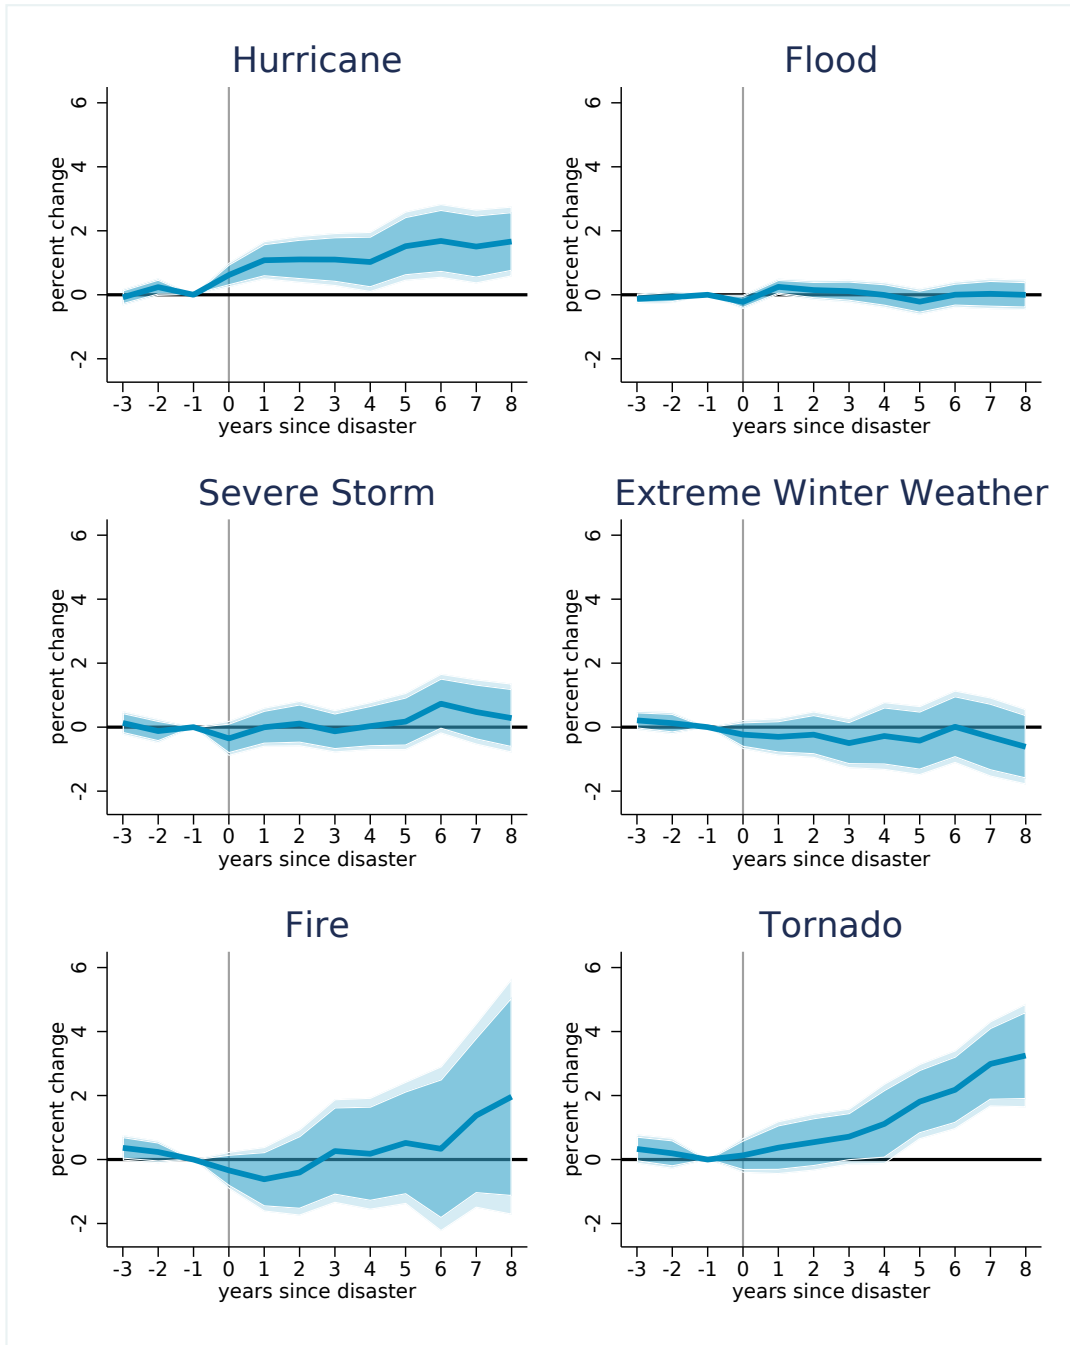 Hurricane
6
4
2
0
-2
percent change
-3 -2 -1 0 1 2 3 4 5 6 7 8
years since disaster
Flood
6
4
2
0
-2
percent change
-3 -2 -1 0 1 2 3 4 5 6 7 8
years since disaster
Severe Storm
6
4
2
0
-2
percent change
-3 -2 -1 0 1 2 3 4 5 6 7 8
years since disaster
Extreme Winter Weather
6
4
2
0
-2
percent change
-3 -2 -1 0 1 2 3 4 5 6 7 8
years since disaster
Fire
6
4
2
0
-2
percent change
-3 -2 -1 0 1 2 3 4 5 6 7 8
years since disaster
Tornado
6
4
2
0
-2
percent change
-3 -2 -1 0 1 2 3 4 5 6 7 8
years since disaster